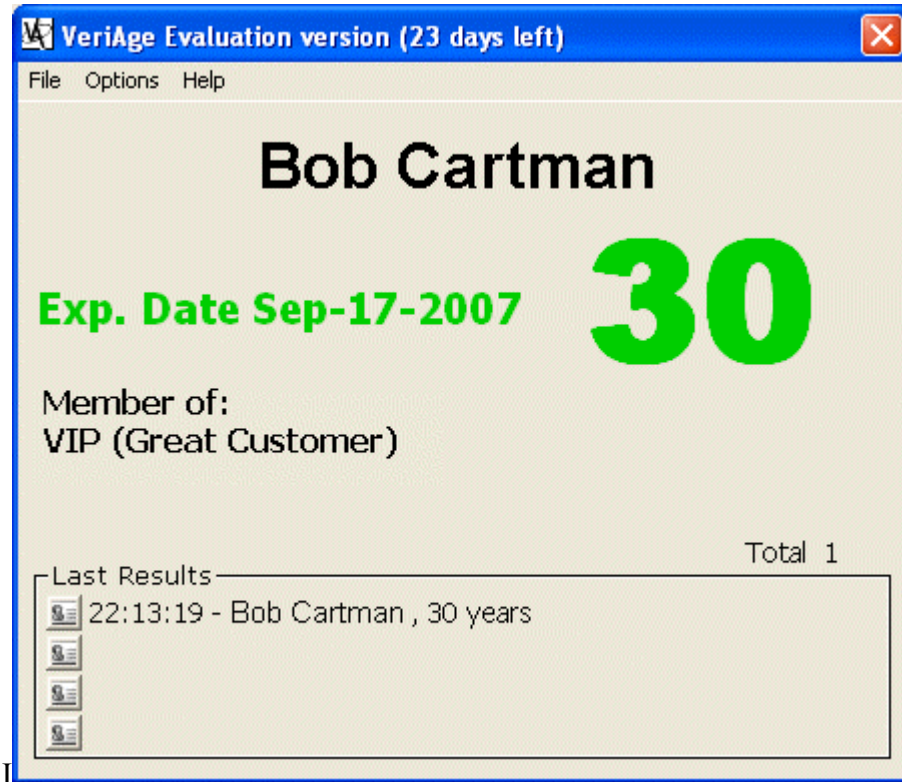 VeriAge Evaluation version (23 days left)
File Options Help
Bob Cartman
30
Exp. Date Sep-17-2007
Member of:
VIP (Great Customer)
Total 1
Last Results
22:13:19 - Bob Cartman , 30 years